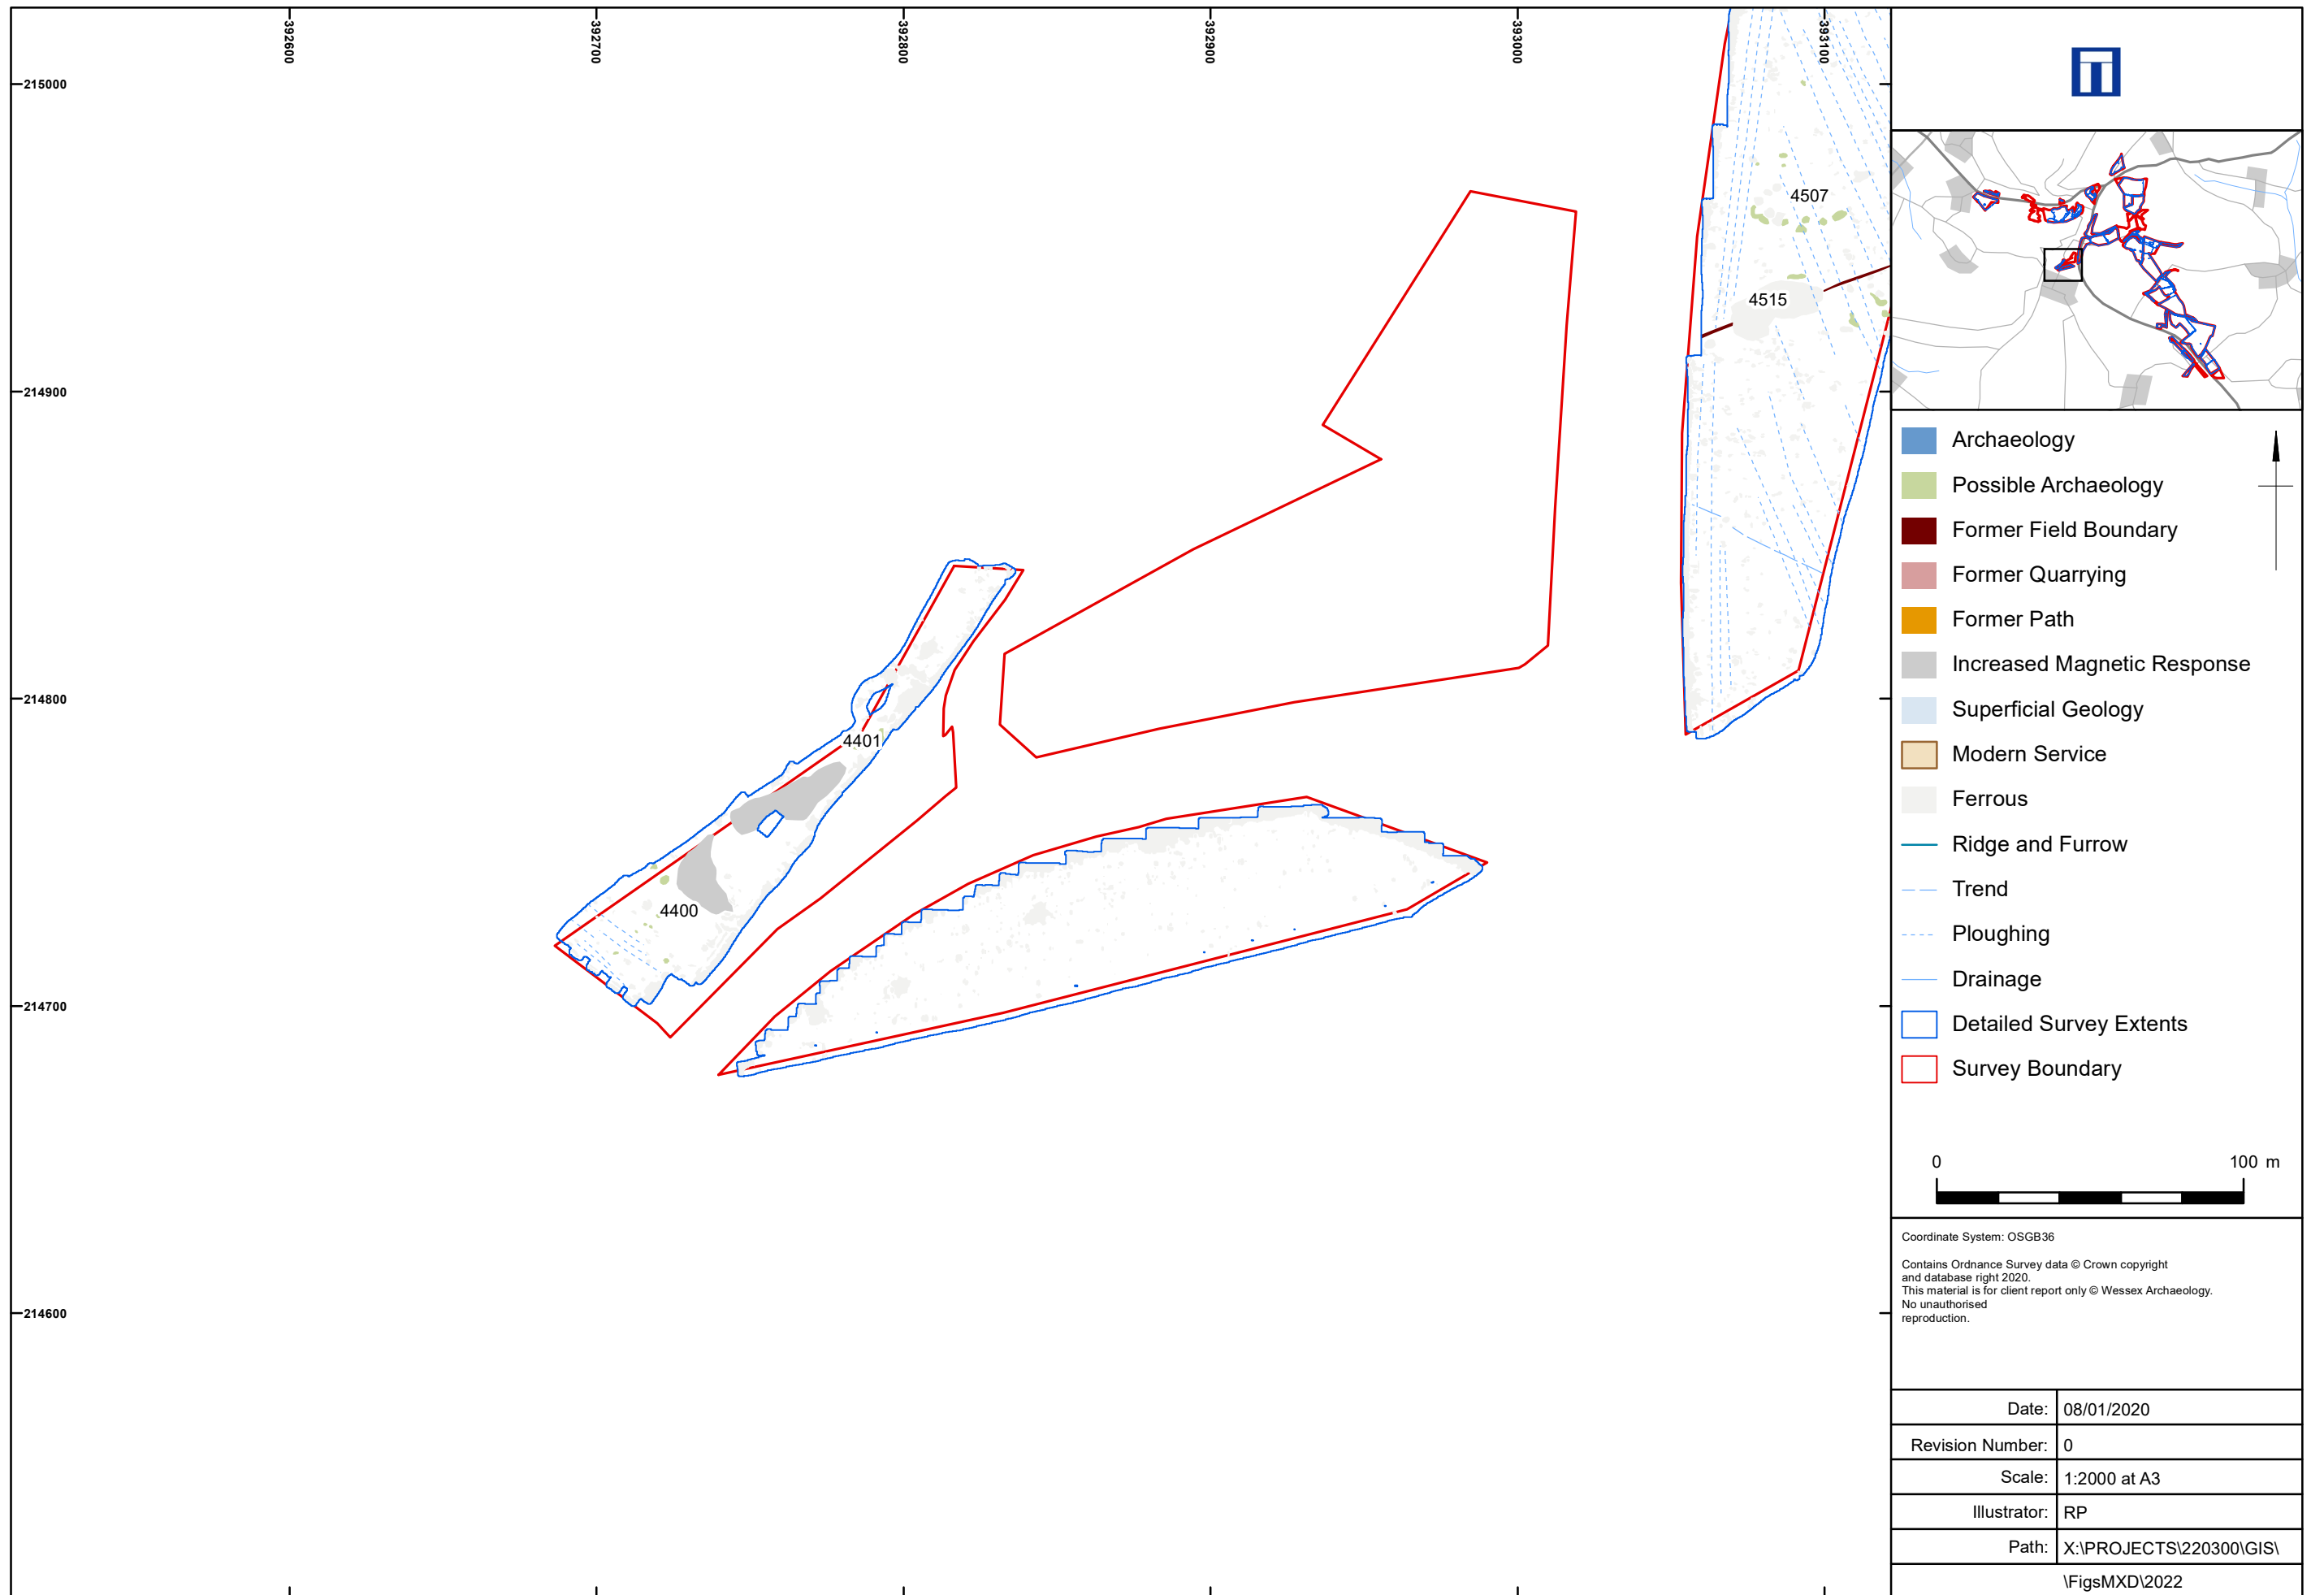 392600
392700
392800
392900
393000
393100
215000
214900
214800
214700
214600
4507
4515
4401
4400
Archaeology
Possible Archaeology
Former Field Boundary
Former Quarrying
Former Path
Increased Magnetic Response
Superficial Geology
Modern Service
Ferrous
Ridge and Furrow
Trend
Ploughing
Drainage
Detailed Survey Extents
Survey Boundary
0 100 m
Coordinate System: OSGB36
Contains Ordnance Survey data © Crown copyright
and database right 2020.
This material is for client report only © Wessex Archaeology.
No unauthorised
reproduction.
Date: 08/01/2020
Revision Number: 0
Scale: 1:2000 at A3
Illustrator: RP
Path: X:\PROJECTS\220300\GIS\
\FigsMXD\2022